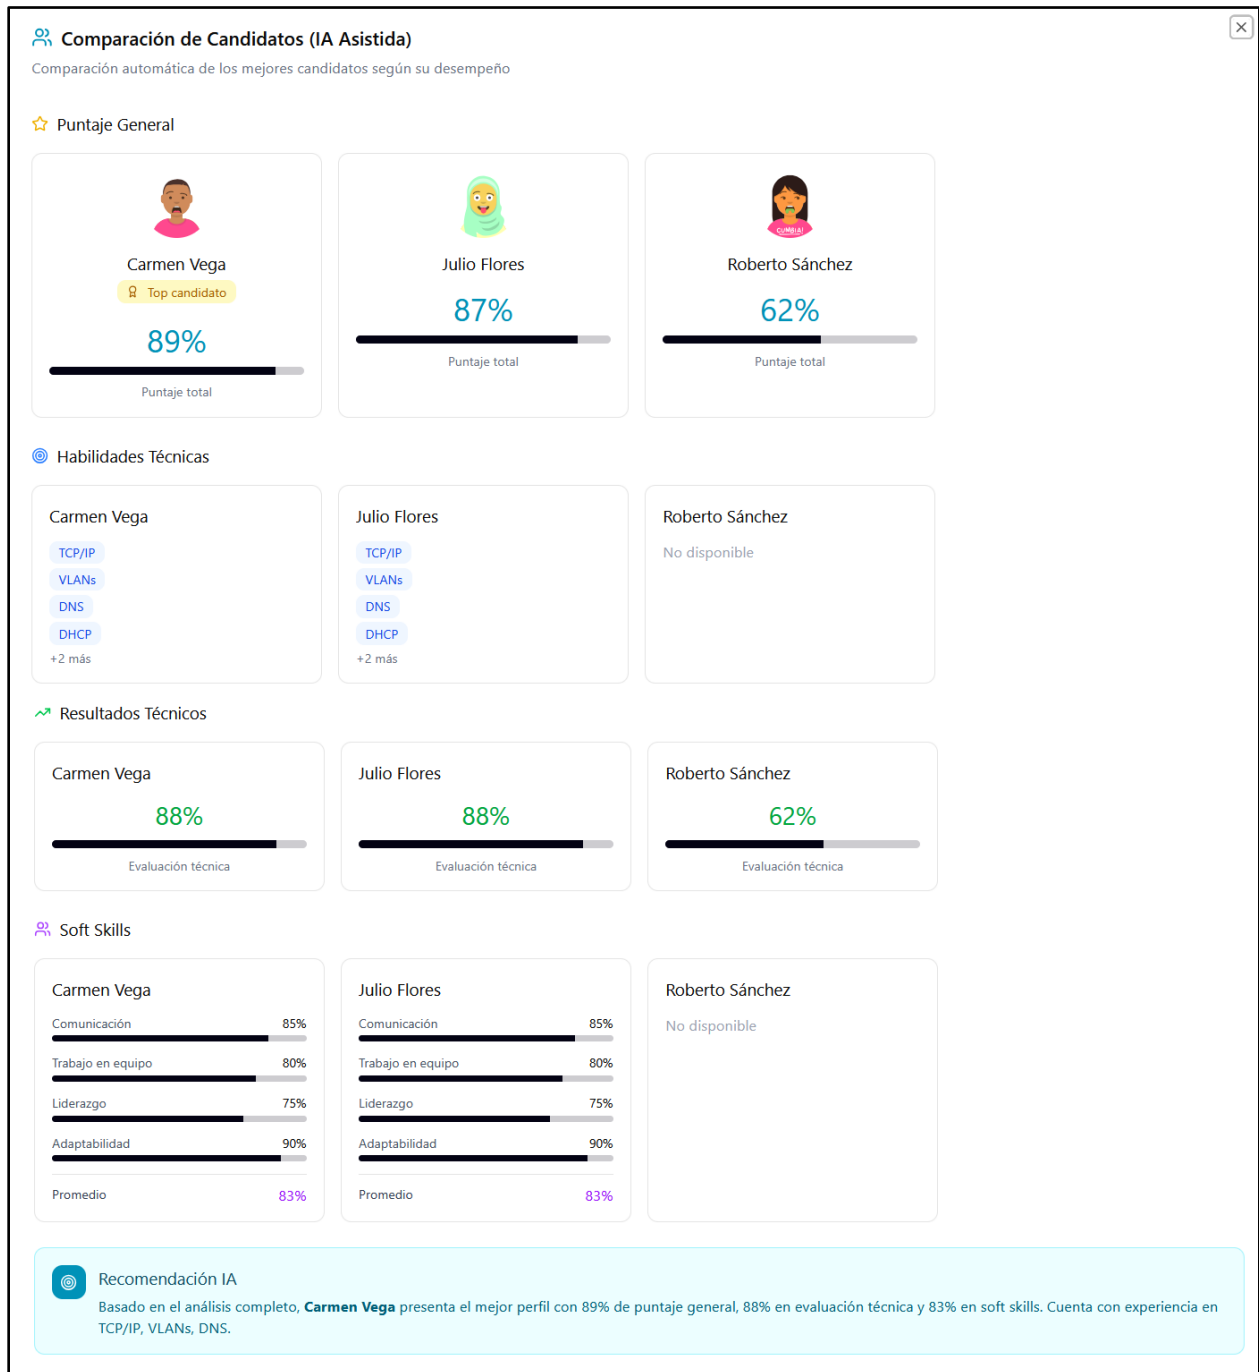 Comparación de Candidatos (IA Asistida)
Comparación automática de los mejores candidatos según su desempeño
Puntaje General
Carmen Vega
Top candidato
89%
Puntaje total
Julio Flores
87%
Puntaje total
CUMBIA!
Roberto Sánchez
62%
Puntaje total
Habilidades Técnicas
Carmen Vega
TCP/IP
VLANs
DNS
DHCP
+2 más
Julio Flores
TCP/IP
VLANs
DNS
DHCP
+2 más
Roberto Sánchez
No disponible
Resultados Técnicos
Carmen Vega
88%
Evaluación técnica
Julio Flores
88%
Evaluación técnica
Roberto Sánchez
62%
Evaluación técnica
Soft Skills
Carmen Vega
Comunicación 85%
Trabajo en equipo 80%
Liderazgo 75%
Adaptabilidad 90%
Promedio 83%
Julio Flores
Comunicación 85%
Trabajo en equipo 80%
Liderazgo 75%
Adaptabilidad 90%
Promedio 83%
Roberto Sánchez
No disponible
Recomendación IA
Basado en el análisis completo, Carmen Vega presenta el mejor perfil con 89% de puntaje general, 88% en evaluación técnica y 83% en soft skills. Cuenta con experiencia en
TCP/IP, VLANs, DNS.